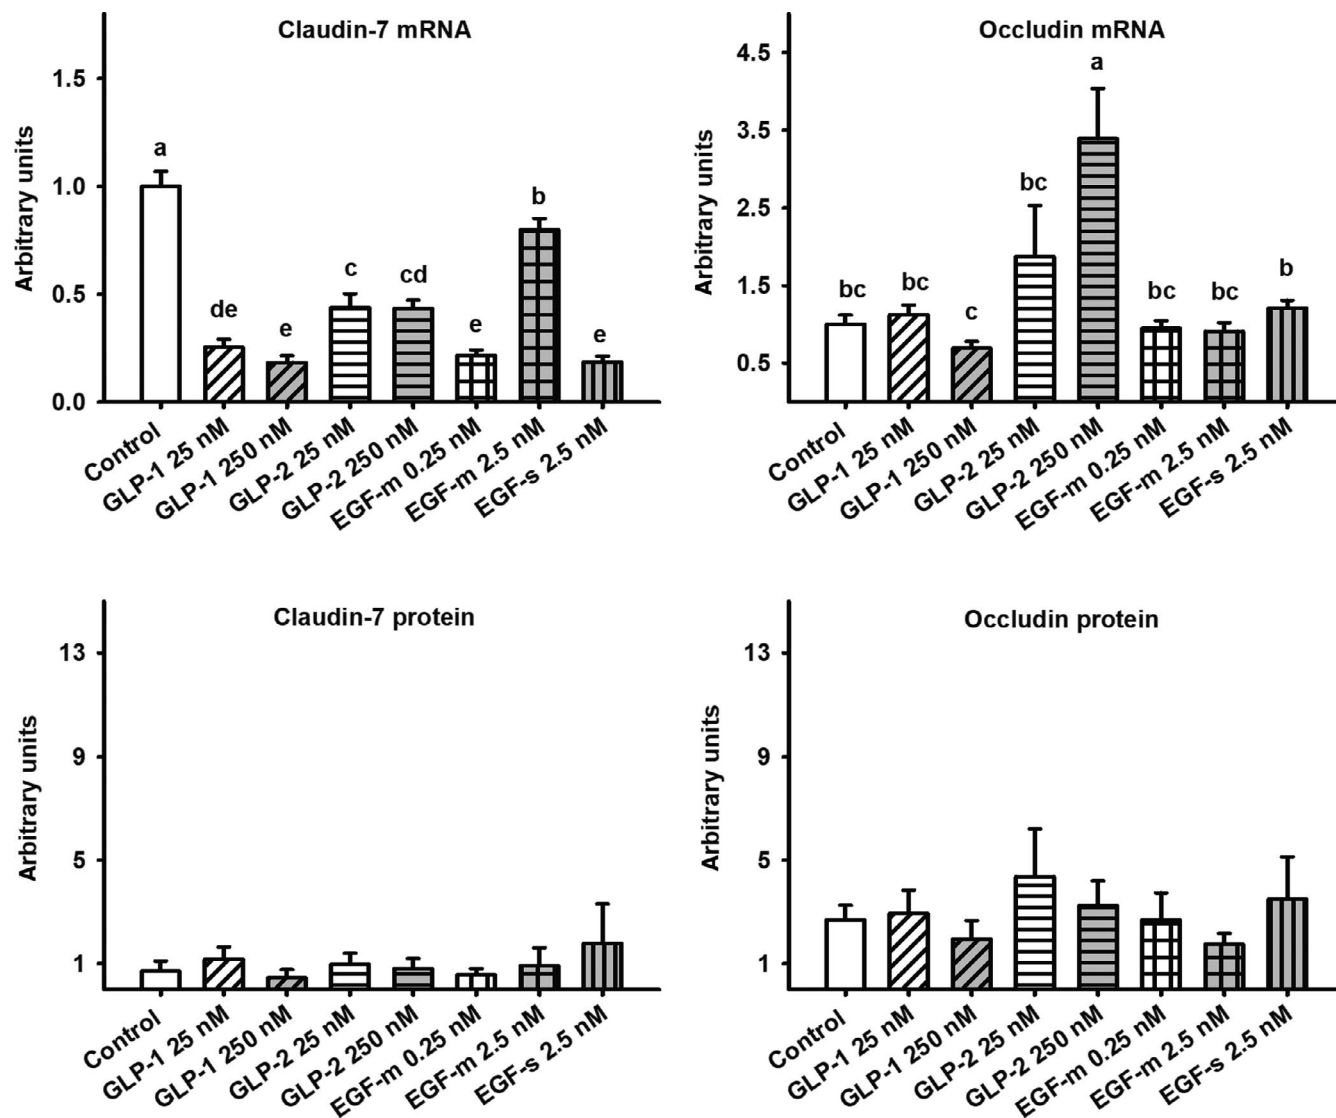 Claudin-7 mRNA
Arbitrary units
1.5
1.0
0.5
0.0
a
de
e
c
cd
e
b
e
Control
GLP-1 25 nM
GLP-1 250 nM
GLP-2 25 nM
GLP-2 250 nM
EGF-m 0.25 nM
EGF-m 2.5 nM
EGF-s 2.5 nM
Occludin mRNA
Arbitrary units
4.5
3.5
2.5
1.5
0.5
bc
bc
c
bc
a
bc
bc
b
Control
GLP-1 25 nM
GLP-1 250 nM
GLP-2 25 nM
GLP-2 250 nM
EGF-m 0.25 nM
EGF-m 2.5 nM
EGF-s 2.5 nM
Claudin-7 protein
Arbitrary units
13
9
5
1
Control
GLP-1 25 nM
GLP-1 250 nM
GLP-2 25 nM
GLP-2 250 nM
EGF-m 0.25 nM
EGF-m 2.5 nM
EGF-s 2.5 nM
Occludin protein
Arbitrary units
13
9
5
1
Control
GLP-1 25 nM
GLP-1 250 nM
GLP-2 25 nM
GLP-2 250 nM
EGF-m 0.25 nM
EGF-m 2.5 nM
EGF-s 2.5 nM